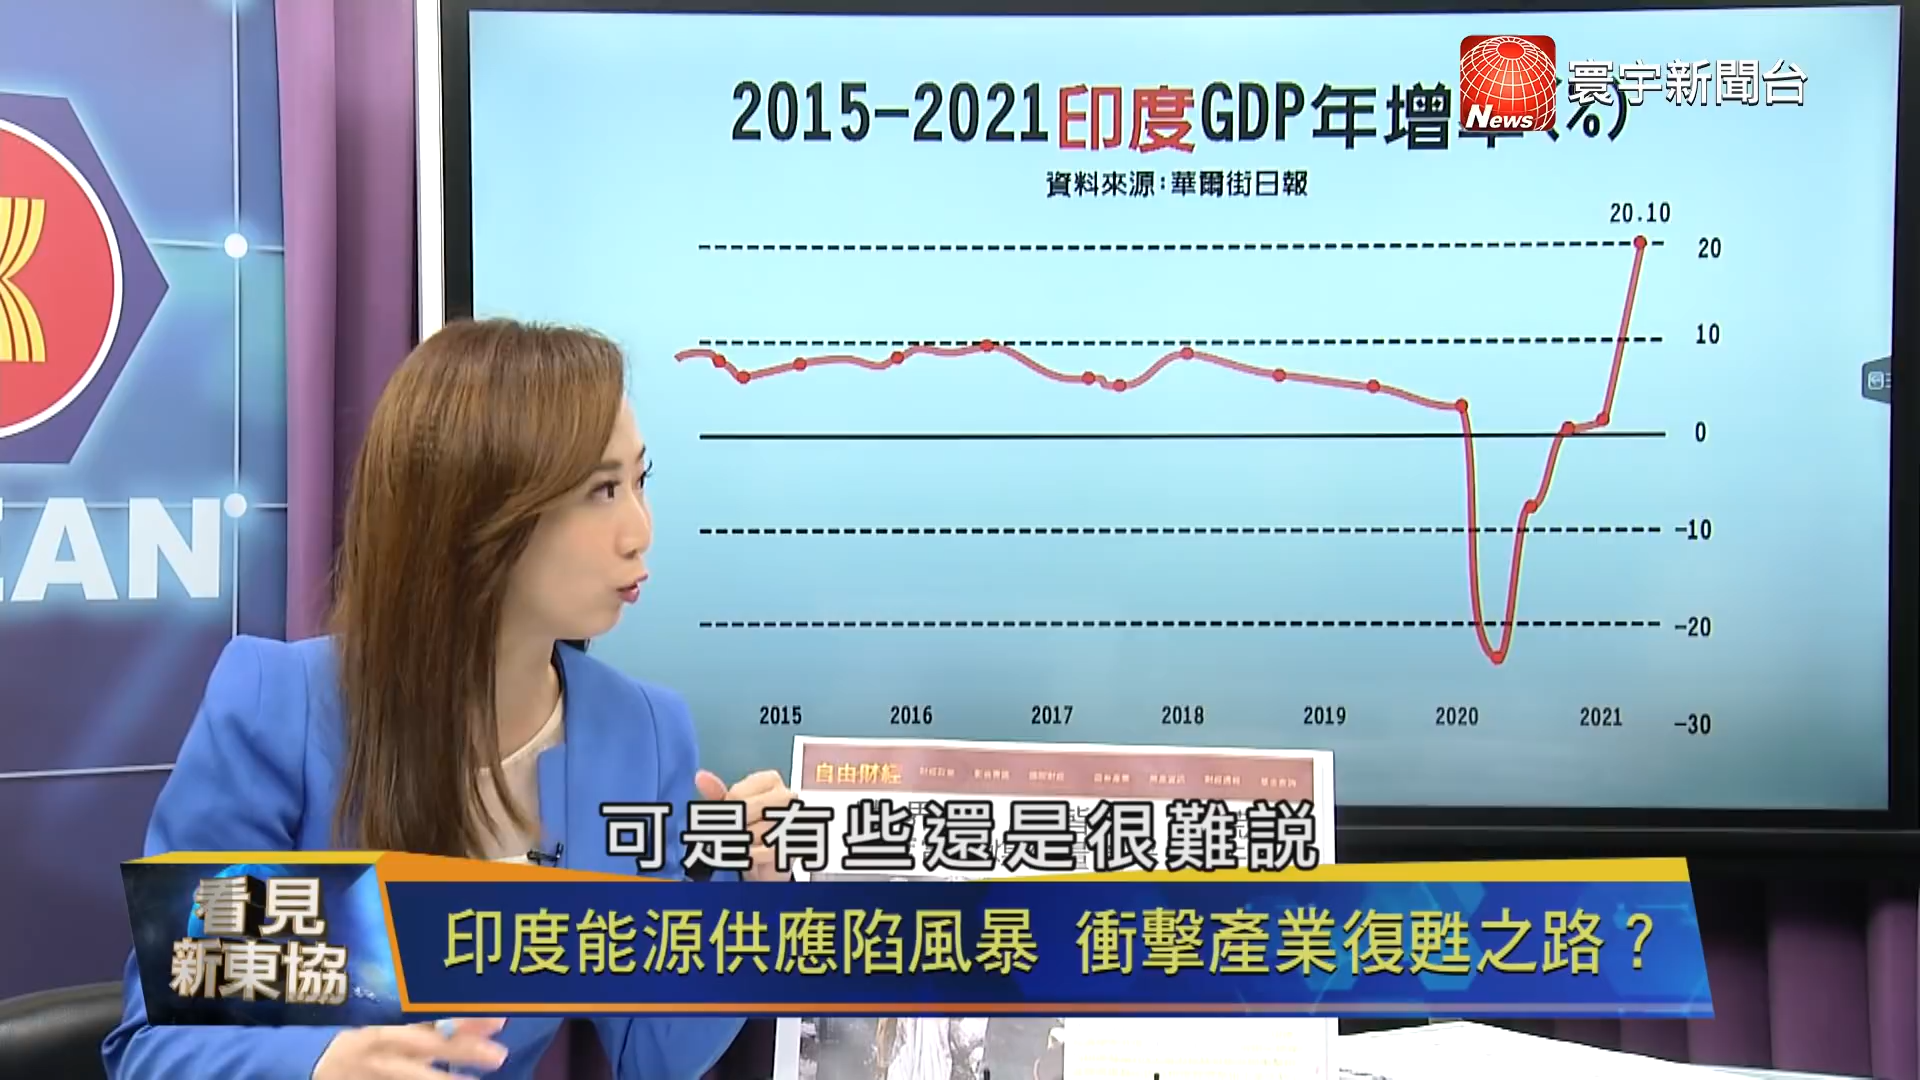 2015-2021印度GDP年增率(%)
News
寰宇新聞台
資料來源:華爾街日報
20.10
20
10
0
-10
-20
-30
2015 2016 2017 2018 2019 2020 2021
EAN
自由財經
可是有些還是很難説
看見
新東協
印度能源供應陷風暴 衝擊產業復甦之路？